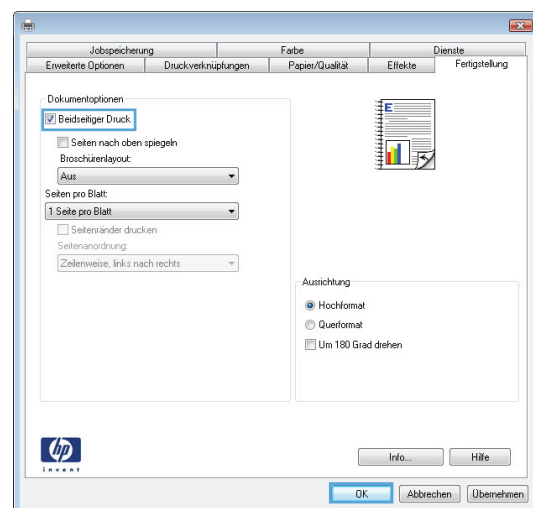 Jobspeicherung Farbe Dienste
Erweiterte Optionen Druckverknüpfungen Papier/Qualität Effekte Fertigstellung
Dokumentoptionen
Beidseitiger Druck
Seiten nach oben spiegeln
Broschürenlayout:
Aus
Seiten pro Blatt:
1 Seite pro Blatt
Seitenränder drucken
Seitenanordnung:
Zeilenweise, links nach rechts
E
Ausrichtung
Hochformat
Querformat
Um 180 Grad drehen
hp
invent
Info... Hilfe
OK Abbrechen Übernehmen